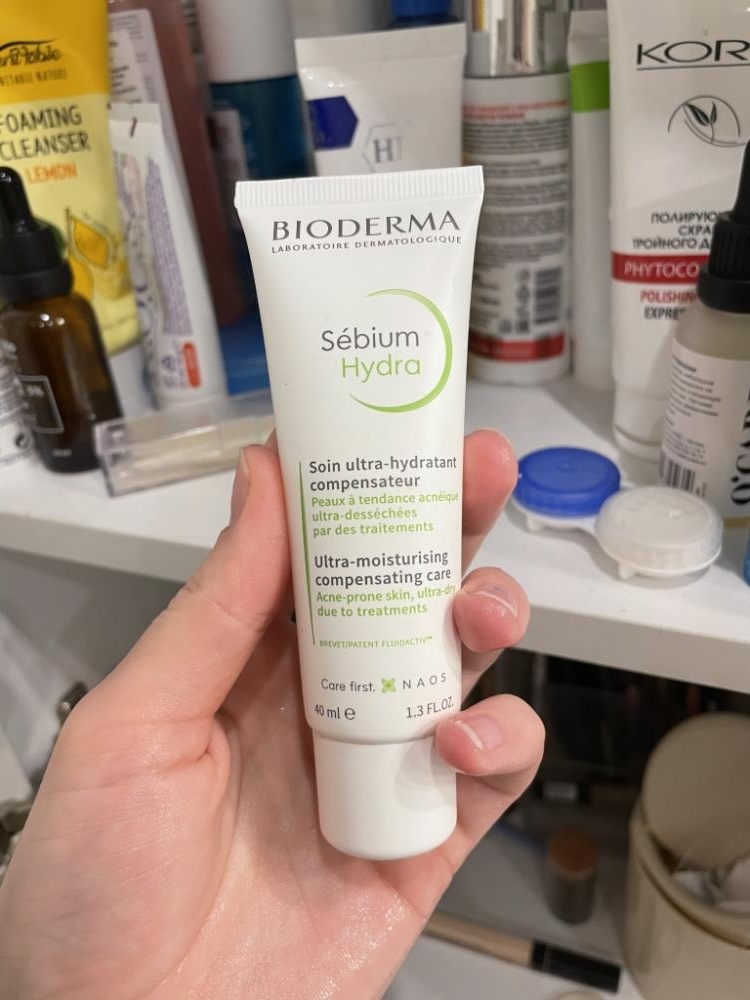 BIODERMA
LABORATOIRE DERMATOLOGIQUE
Sébium
Hydra
Soin ultra-hydratant
compensateur
Peaux à tendance acnéique
ultra-desséchées
par des traitements
Ultra-moisturising
compensating care
Acne-prone skin, ultra-dry
due to treatments
BREVET/PATENT FLUIDACTIV™
Care first. NAOS
40 ml e 1.3 FL.OZ.
FOAMING
CLEANSER
LEMON
H
KOR
ПОЛИРУЮ
СКРА
ТРОЙНОГО Д
PHYTOCO
POLISHIN
EXPRE